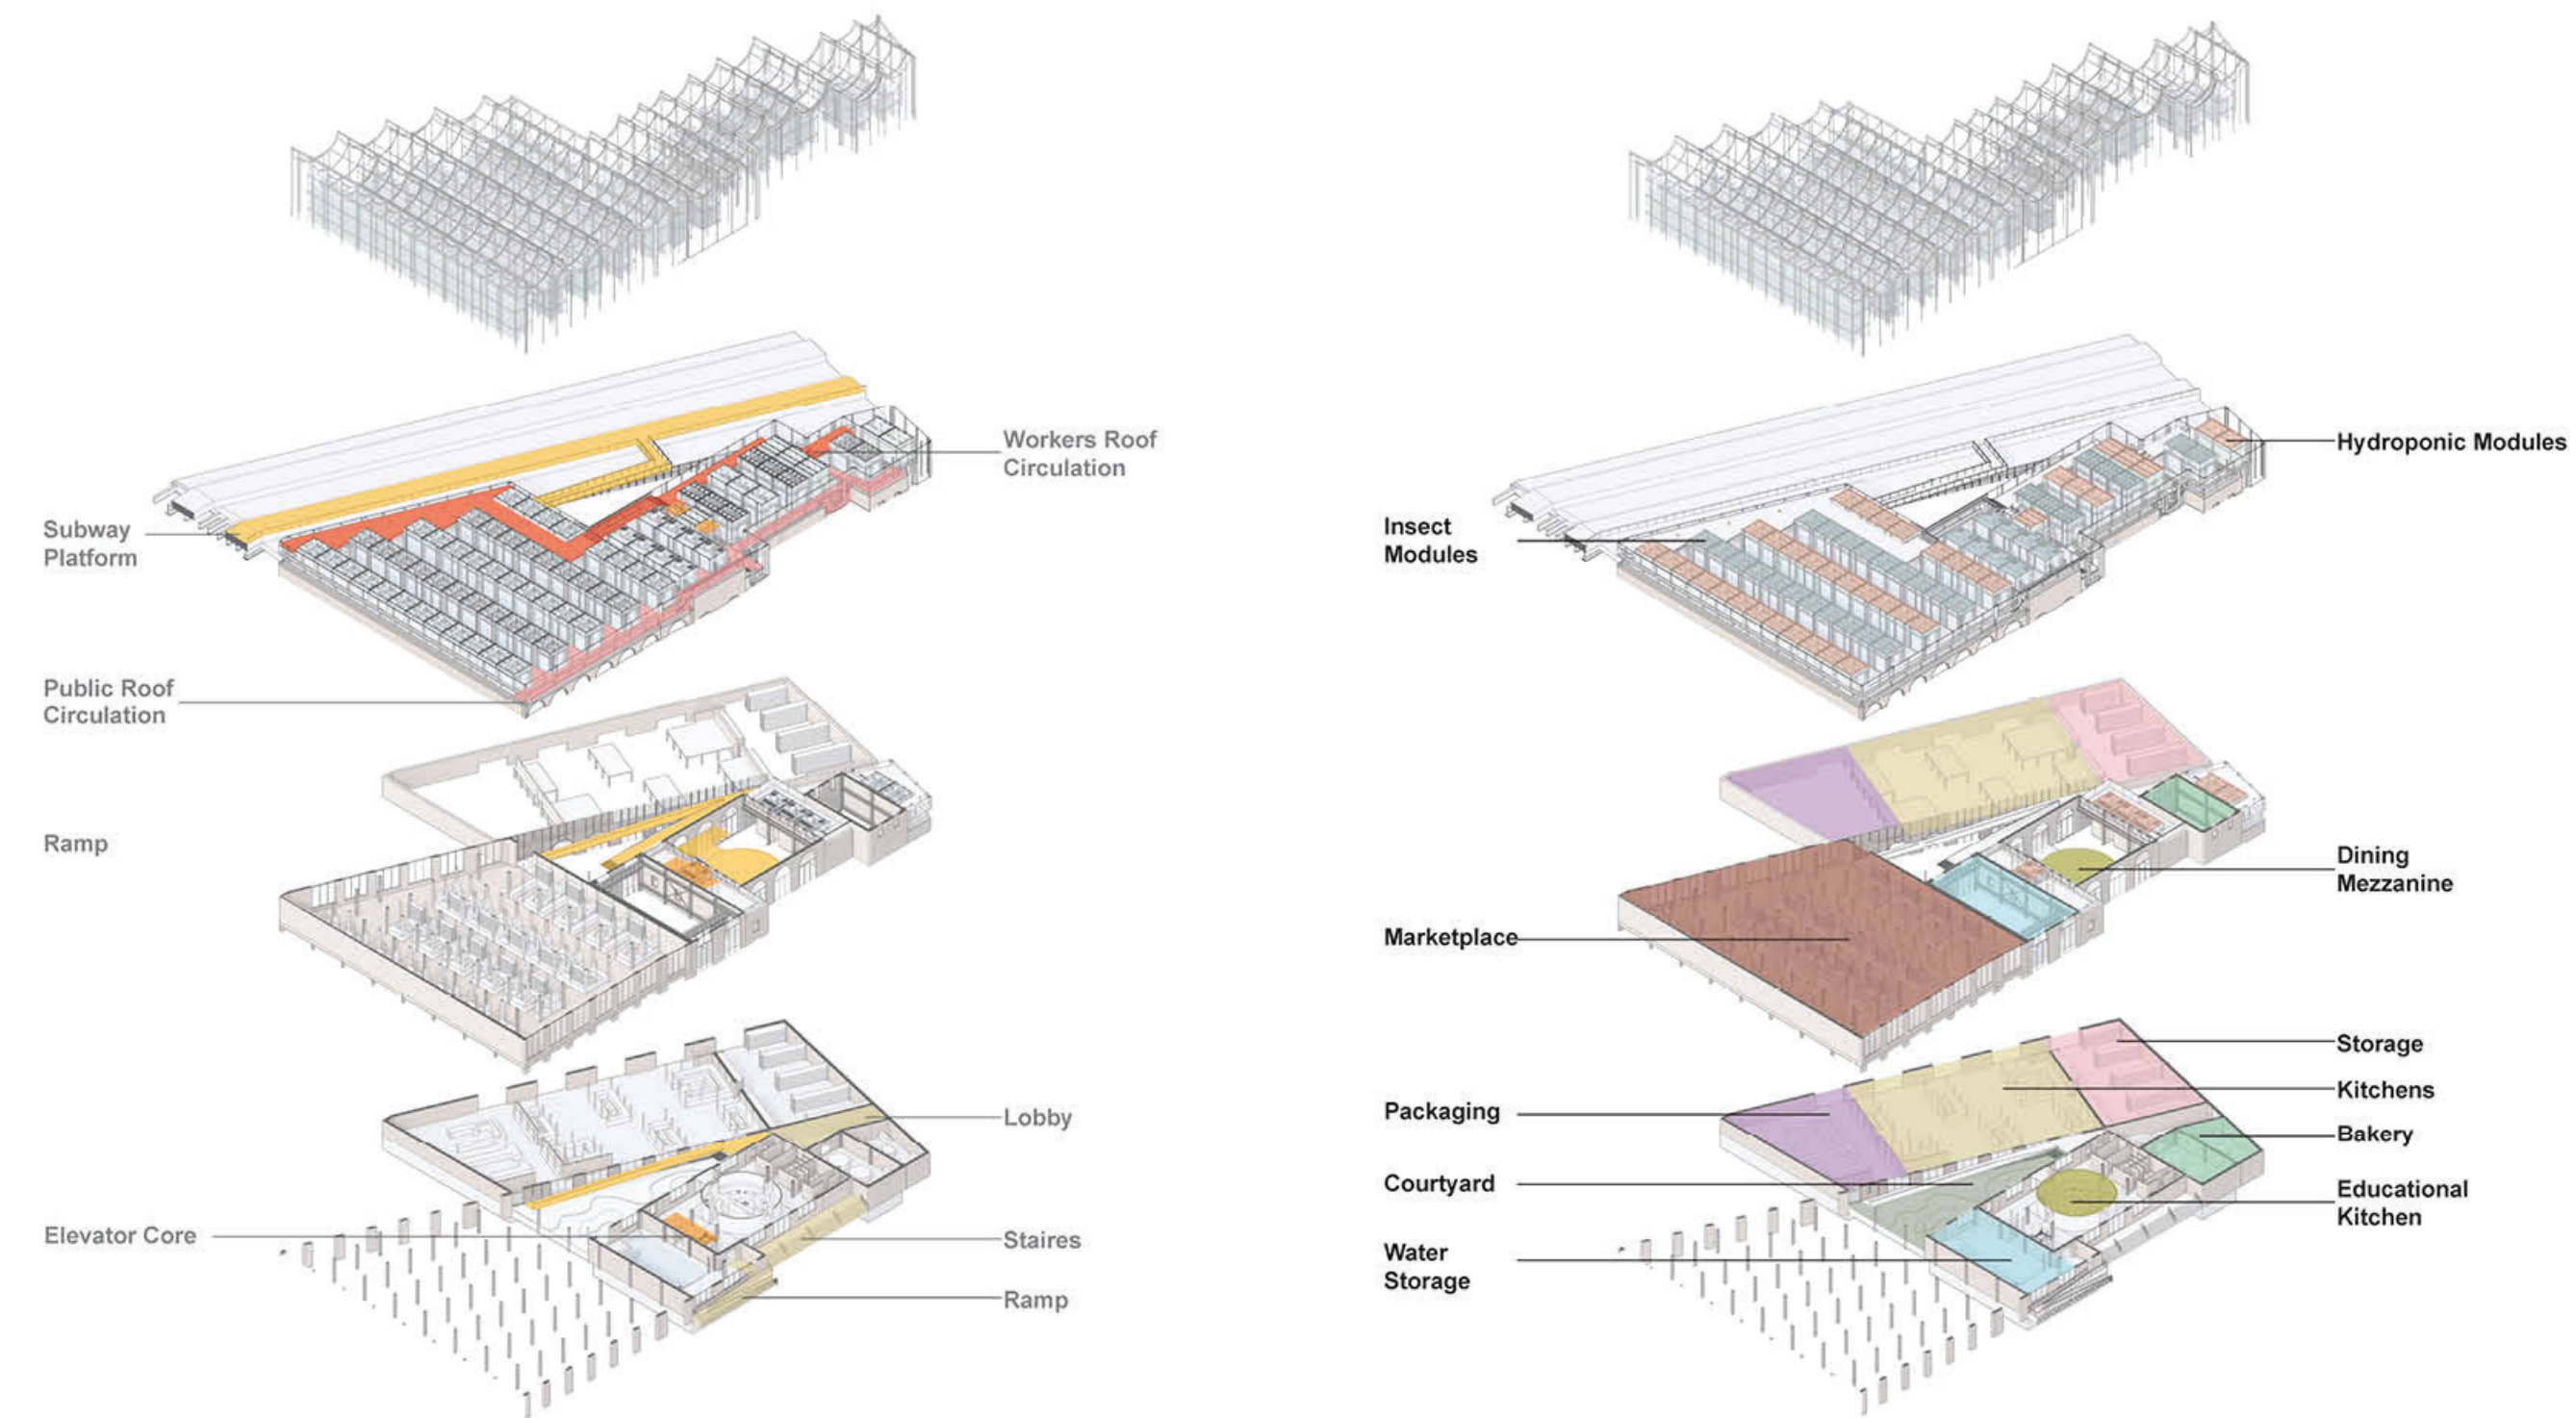 Workers Roof
Circulation
Subway
Platform
Public Roof
Circulation
Ramp
Lobby
Elevator Core
Staires
Ramp
Hydroponic Modules
Insect
Modules
Dining
Mezzanine
Marketplace
Storage
Kitchens
Packaging
Bakery
Courtyard
Educational
Kitchen
Water
Storage